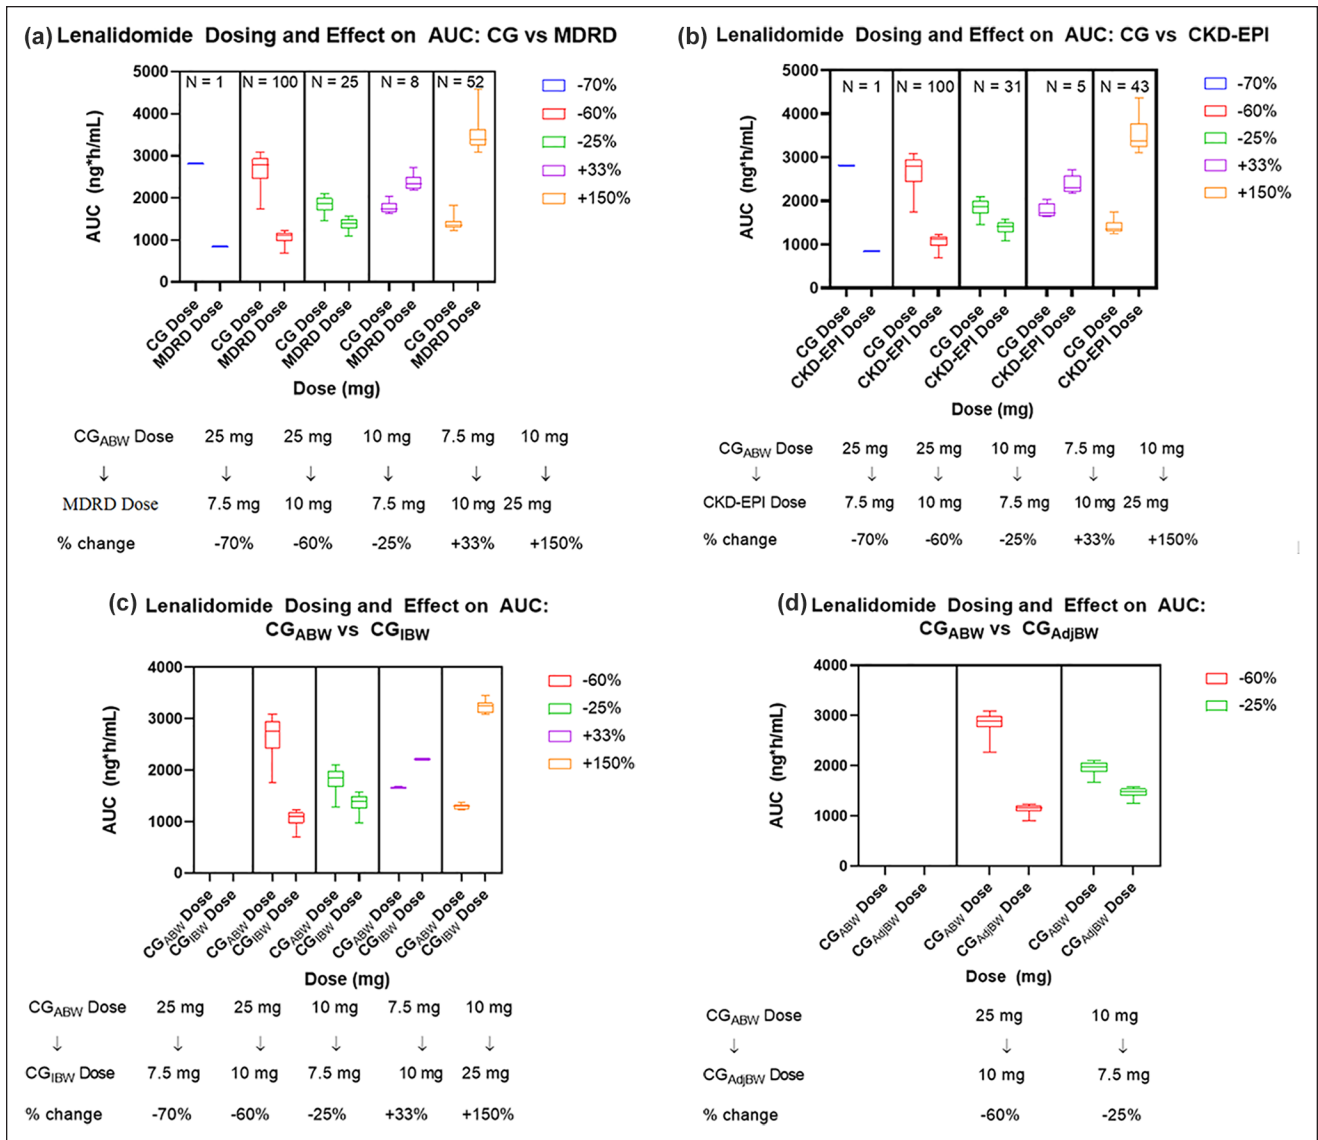 (a) Lenalidomide Dosing and Effect on AUC: CG vs MDRD
5000
4000
3000
2000
1000
0
AUC (ng*h/mL)
N = 1 N = 100 N = 25 N = 8 N = 52
-70%
-60%
-25%
+33%
+150%
CG Dose
MDRD Dose
CG Dose
MDRD Dose
CG Dose
MDRD Dose
CG Dose
MDRD Dose
CG Dose
MDRD Dose
Dose (mg)
CGABW Dose 25 mg 25 mg 10 mg 7.5 mg 10 mg
↓ ↓ ↓ ↓ ↓ ↓
MDRD Dose 7.5 mg 10 mg 7.5 mg 10 mg 25 mg
% change -70% -60% -25% +33% +150%
(b) Lenalidomide Dosing and Effect on AUC: CG vs CKD-EPI
5000
4000
3000
2000
1000
0
AUC (ng*h/mL)
N = 1 N = 100 N = 31 N = 5 N = 43
-70%
-60%
-25%
+33%
+150%
CG Dose
CKD-EPI Dose
CG Dose
CKD-EPI Dose
CG Dose
CKD-EPI Dose
CG Dose
CKD-EPI Dose
CG Dose
CKD-EPI Dose
Dose (mg)
CGABW Dose 25 mg 25 mg 10 mg 7.5 mg 10 mg
↓ ↓ ↓ ↓ ↓ ↓
CKD-EPI Dose 7.5 mg 10 mg 7.5 mg 10 mg 25 mg
% change -70% -60% -25% +33% +150%
(c) Lenalidomide Dosing and Effect on AUC:
CGABW vs CGIBW
4000
3000
2000
1000
0
AUC (ng*h/mL)
-60%
-25%
+33%
+150%
CGABW Dose
CGIBW Dose
CGABW Dose
CGIBW Dose
CGABW Dose
CGIBW Dose
CGABW Dose
CGIBW Dose
CGABW Dose
CGIBW Dose
Dose (mg)
CGABW Dose 25 mg 25 mg 10 mg 7.5 mg 10 mg
↓ ↓ ↓ ↓ ↓ ↓
CGIBW Dose 7.5 mg 10 mg 7.5 mg 10 mg 25 mg
% change -70% -60% -25% +33% +150%
(d) Lenalidomide Dosing and Effect on AUC:
CGABW vs CGAdjBW
4000
3000
2000
1000
0
AUC (ng*h/mL)
-60%
-25%
CGABW Dose
CGAdjBW Dose
CGABW Dose
CGAdjBW Dose
CGABW Dose
CGAdjBW Dose
Dose (mg)
CGABW Dose 25 mg 10 mg
↓ ↓ ↓
CGAdjBW Dose 10 mg 7.5 mg
% change -60% -25%